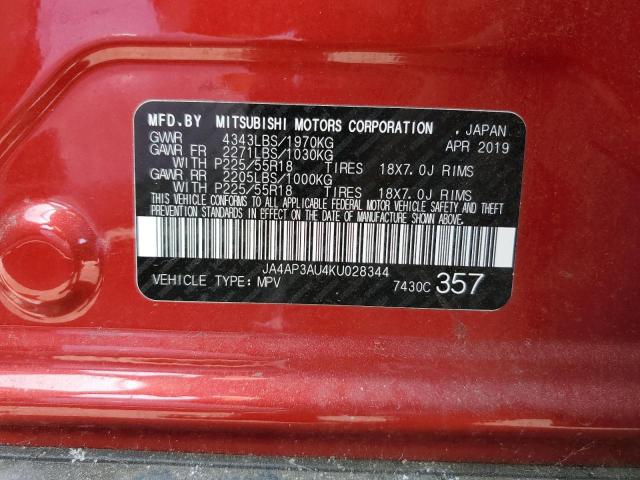 MFD.BY MITSUBISHI MOTORS CORPORATION . JAPAN
GVWR 4343LBS/1970KG APR 2019
GAWR FR 2271LBS/1030KG
WITH P225/55R18 TIRES 18X7.0J RIMS
GAWR RR 2205LBS/1000KG
WITH P225/55R18 TIRES 18X7.0J RIMS
THIS VEHICLE CONFORMS TO ALL APPLICABLE FEDERAL MOTOR VEHICLE SAFETY AND THEFT
PREVENTION STANDARDS IN EFFECT ON THE DATE OF MANUFACTURE SHOWN ABOVE.
JA4AP3AU4KU028344
VEHICLE TYPE: MPV 7430C 357